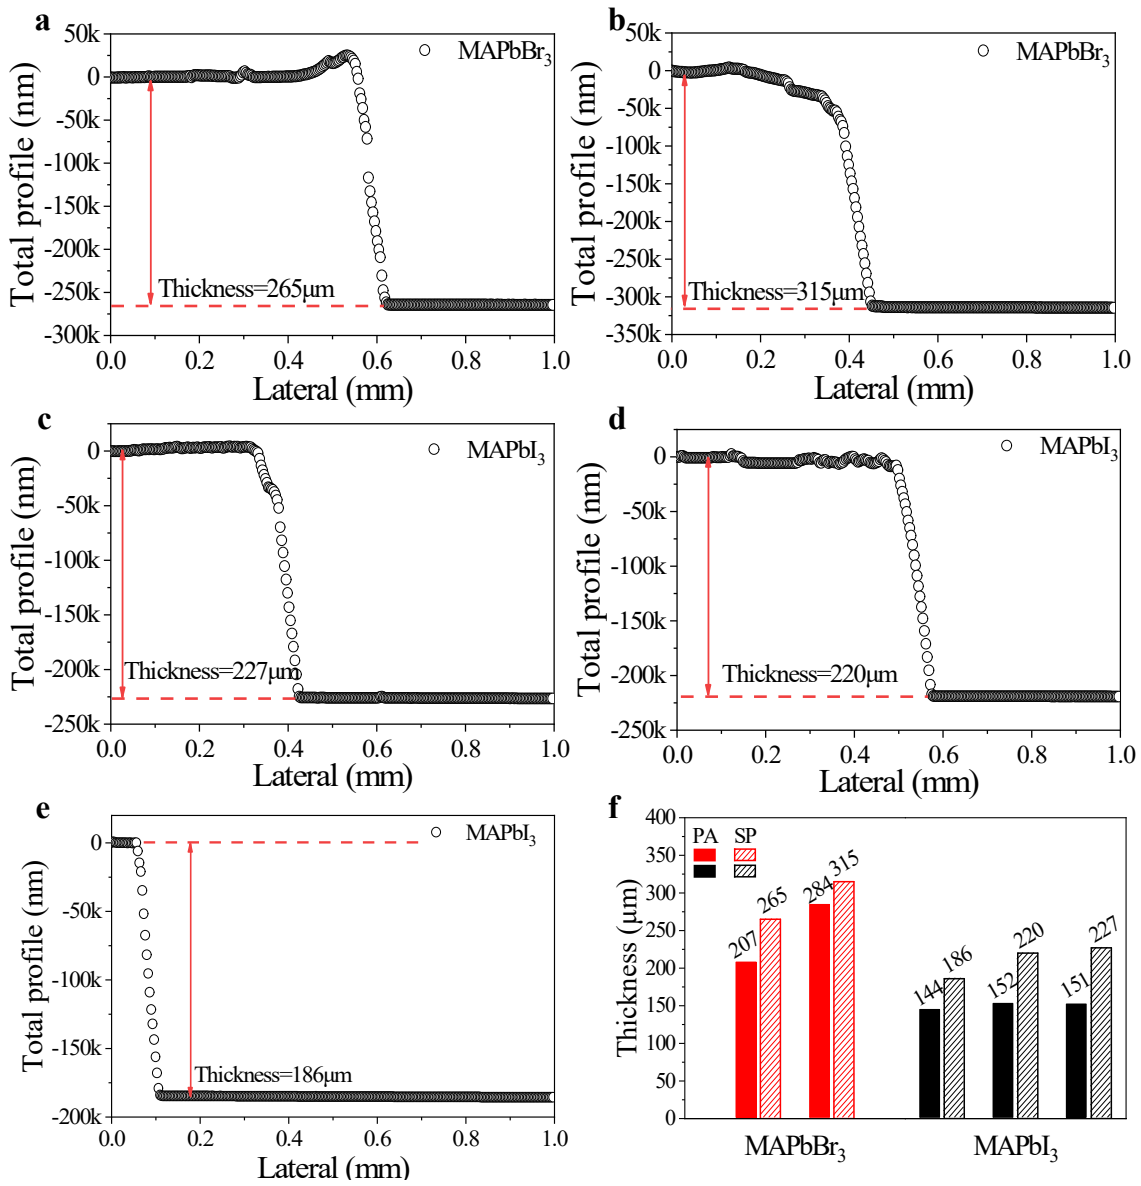 a
MAPbBr3
50k
0
-50k
-100k
-150k
-200k
-250k
-300k
Total profile (nm)
Thickness=265μm
0.0 0.2 0.4 0.6 0.8 1.0
Lateral (mm)
b
MAPbBr3
50k
0
-50k
-100k
-150k
-200k
-250k
-300k
-350k
Total profile (nm)
Thickness=315μm
0.0 0.2 0.4 0.6 0.8 1.0
Lateral (mm)
c
MAPbI3
0
-50k
-100k
-150k
-200k
-250k
Total profile (nm)
Thickness=227μm
0.0 0.2 0.4 0.6 0.8 1.0
Lateral (mm)
d
MAPbI3
0
-50k
-100k
-150k
-200k
-250k
Total profile (nm)
Thickness=220μm
0.0 0.2 0.4 0.6 0.8 1.0
Lateral (mm)
e
MAPbI3
0
-50k
-100k
-150k
-200k
Total profile (nm)
Thickness=186μm
0.0 0.2 0.4 0.6 0.8 1.0
Lateral (mm)
f
PA SP
400
350
300
250
200
150
100
50
0
Thickness (μm)
207 265 284 315 144 186 152 220 151 227
MAPbBr3 MAPbI3